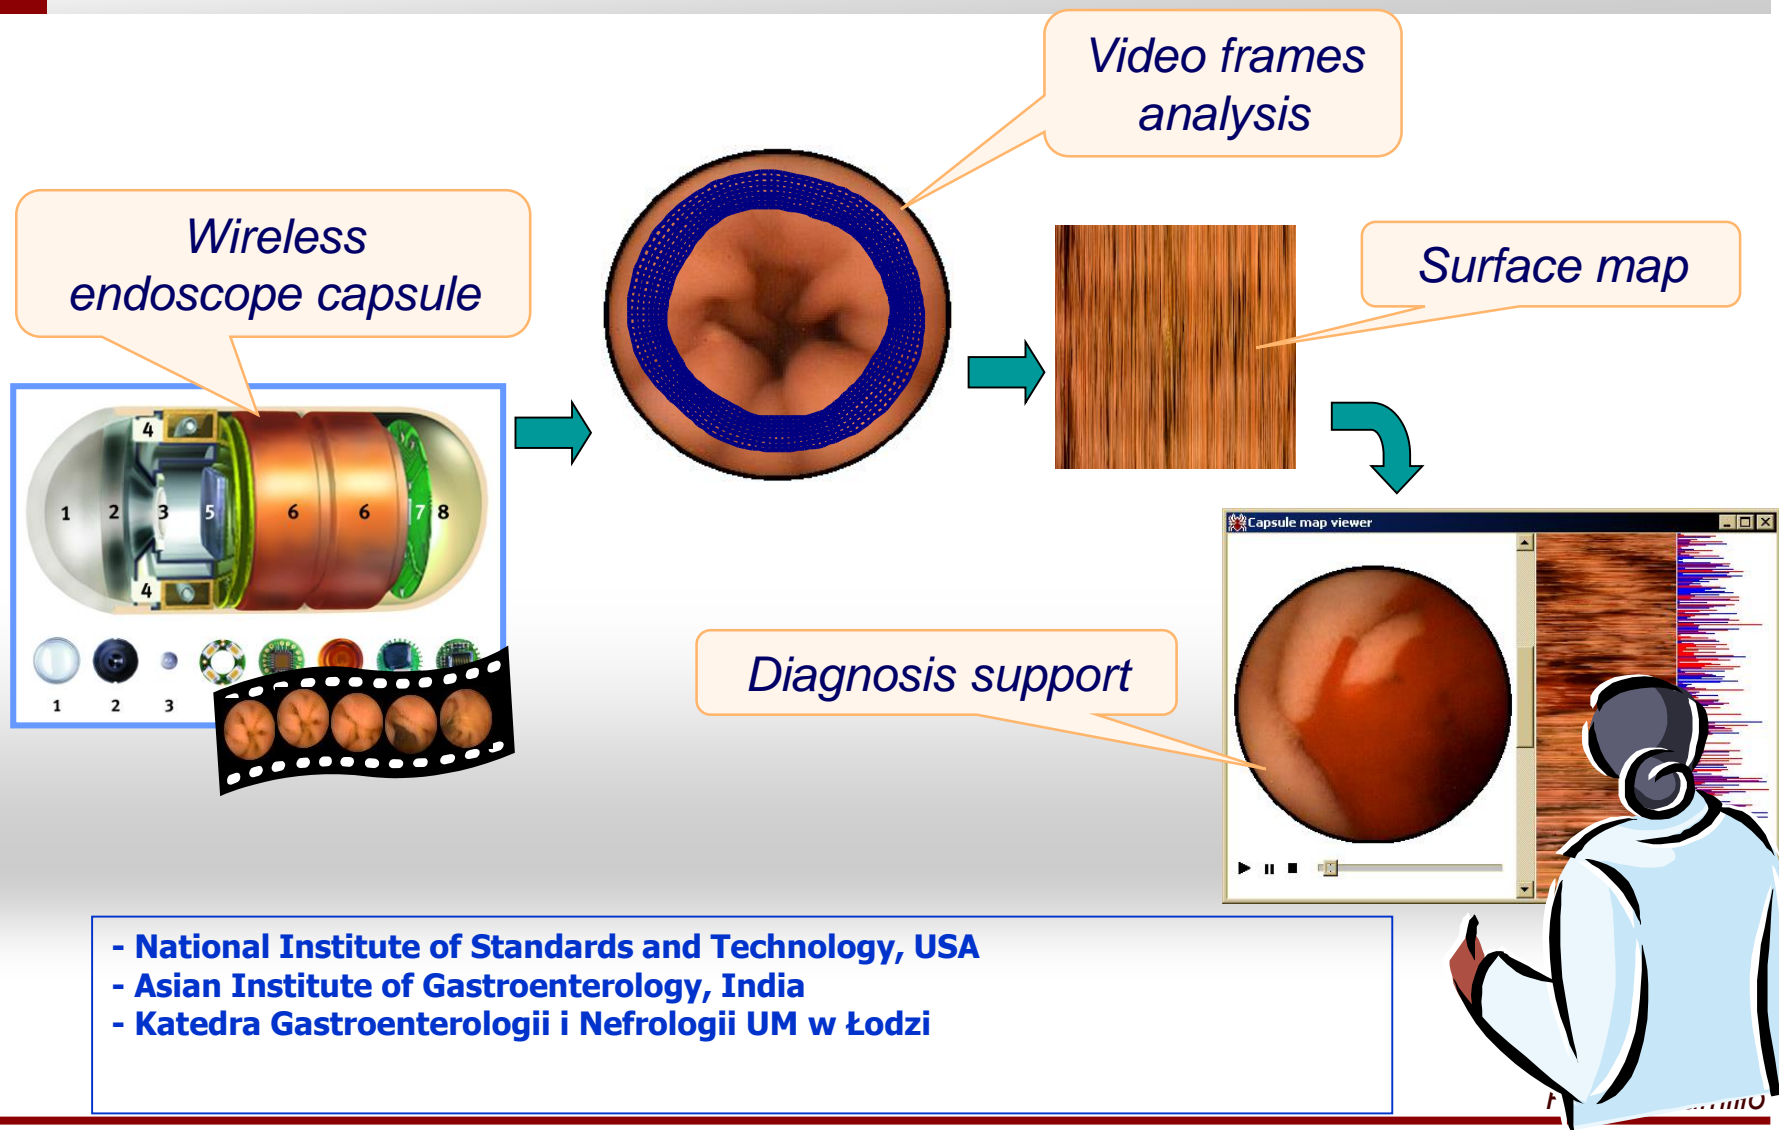 Video frames
analysis
Wireless
endoscope capsule
Surface map
4
1 2 3 5 6 6 7 8
4
1 2 3
Capsule map viewer
Diagnosis support
- National Institute of Standards and Technology, USA
- Asian Institute of Gastroenterology, India
- Katedra Gastroenterologii i Nefrologii UM w Łodzi